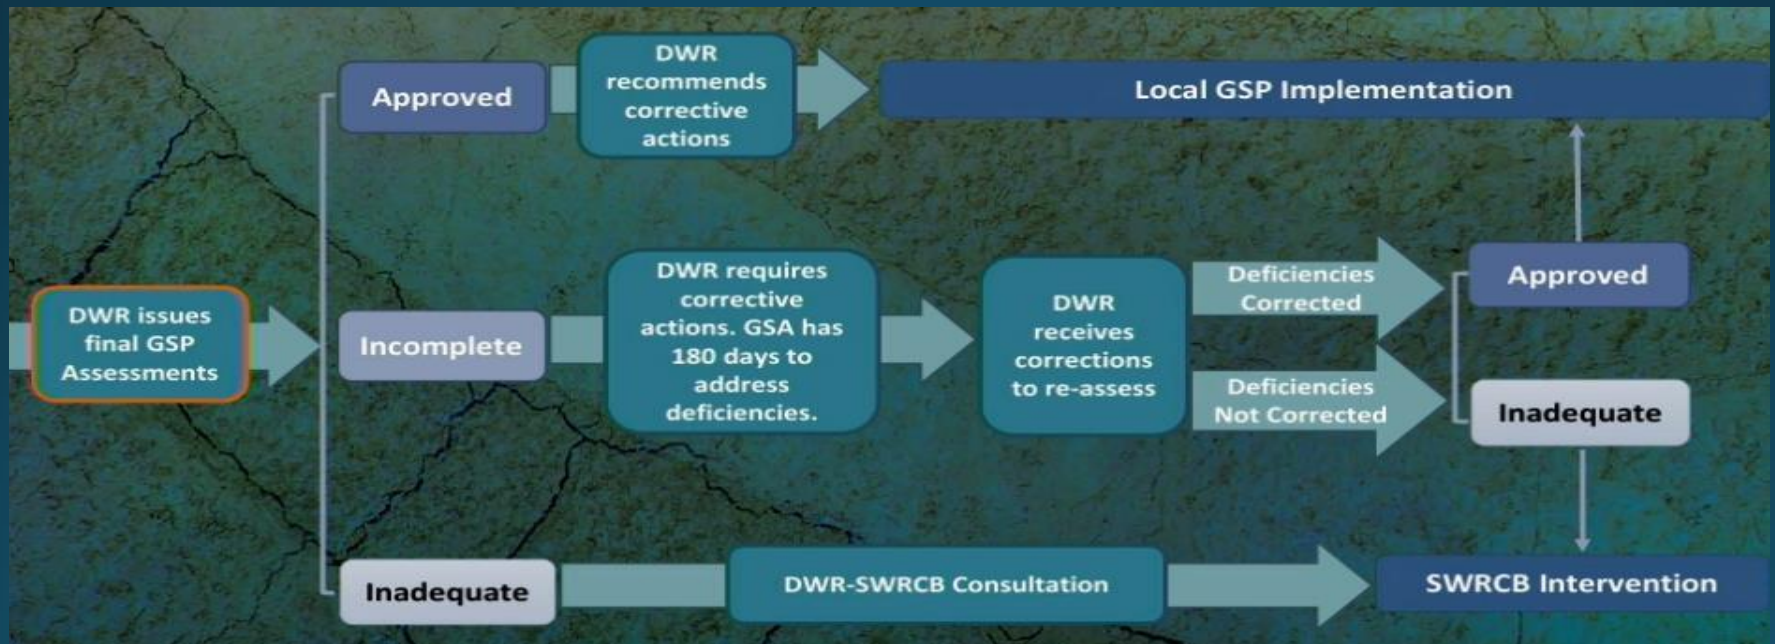 Approved
DWR
recommends
corrective
actions
Local GSP Implementation
DWR issues
final GSP
Assessments
Incomplete
DWR requires
corrective
actions. GSA has
180 days to
address
deficiencies.
DWR
receives
corrections
to re-assess
Deficiencies
Corrected
Deficiencies
Not Corrected
Approved
Inadequate
Inadequate
DWR-SWRCB Consultation
SWRCB Intervention